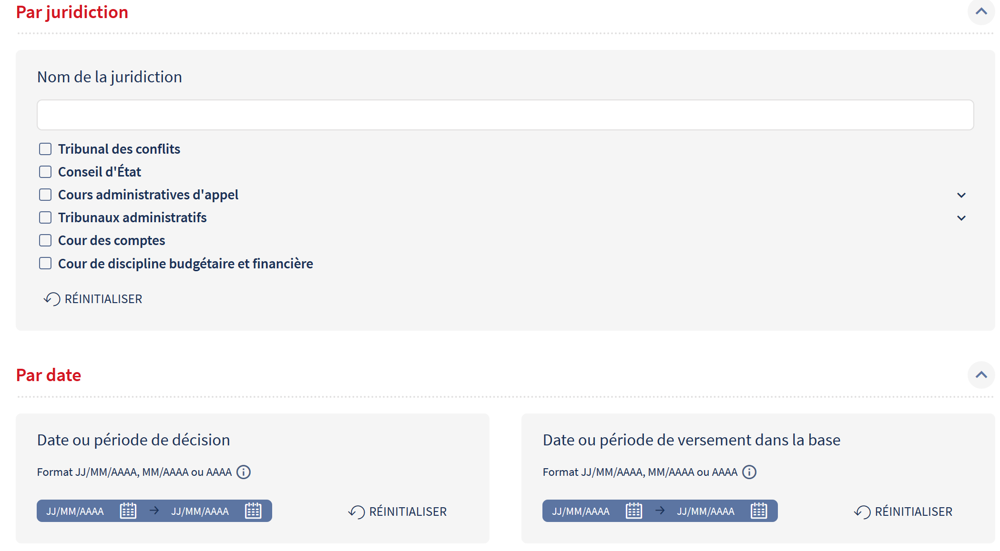 Par juridiction
Nom de la juridiction
Tribunal des conflits
Conseil d'État
Cours administratives d'appel
Tribunaux administratifs
Cour des comptes
Cour de discipline budgétaire et financière
RÉINITIALISER
Par date
Date ou période de décision
Format JJ/MM/AAAA, MM/AAAA ou AAAA
JJ/MM/AAAA → JJ/MM/AAAA RÉINITIALISER
Date ou période de versement dans la base
Format JJ/MM/AAAA, MM/AAAA ou AAAA
JJ/MM/AAAA → JJ/MM/AAAA RÉINITIALISER